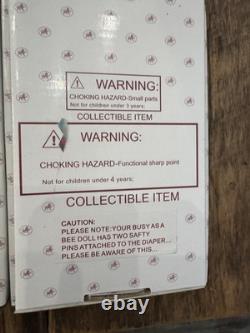 ⚠ WARNING:
CHOKING HAZARD-Small parts
Not for children under 3 years;
COLLECTIBLE ITEM
⚠ WARNING:
CHOKING HAZARD-Functional sharp point
Not for children under 4 years;
COLLECTIBLE ITEM
CAUTION:
PLEASE NOTE:YOUR BUSY AS A
BEE DOLL HAS TWO SAFTY
PINS ATTACHED TO THE DIAPER...
PLEASE BE AWARE OF THIS...
ebay